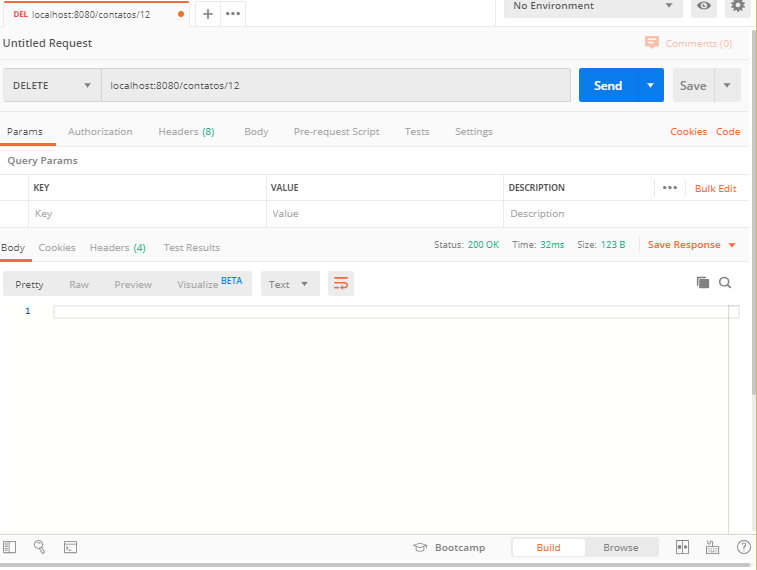 DEL localhost:8080/contatos/12
No Environment
Untitled Request
Comments (0)
DELETE localhost:8080/contatos/12 Send Save
Params Authorization Headers (8) Body Pre-request Script Tests Settings Cookies Code
Query Params
KEY VALUE DESCRIPTION Bulk Edit
Key Value Description
Body Cookies Headers (4) Test Results Status: 200 OK Time: 32ms Size: 123 B Save Response
Pretty Raw Preview Visualize BETA Text
1
Bootcamp Build Browse